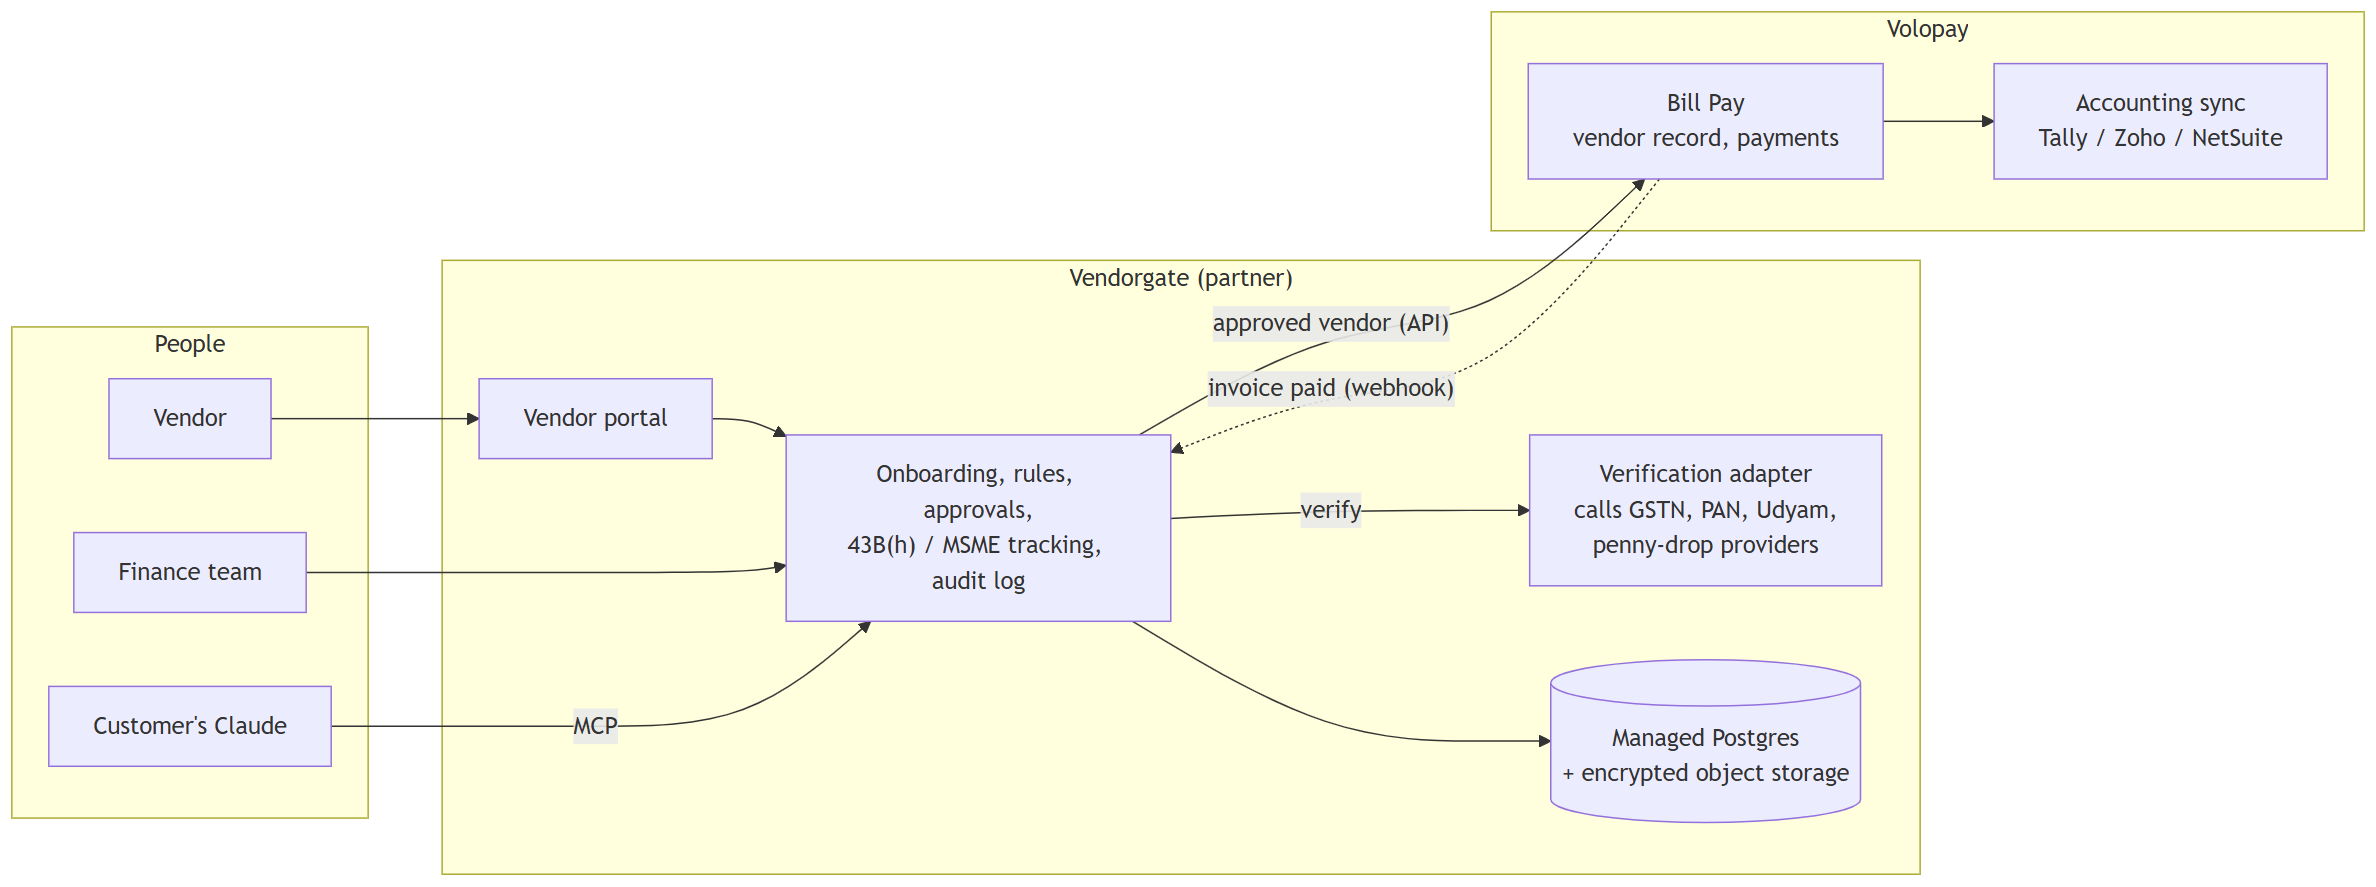 Volopay
Bill Pay
vendor record, payments
Accounting sync
Tally / Zoho / NetSuite
Vendorgate (partner)
approved vendor (API)
invoice paid (webhook)
People
Vendor
Vendor portal
Onboarding, rules,
approvals,
43B(h) / MSME tracking,
audit log
verify
Verification adapter
calls GSTN, PAN, Udyam,
penny-drop providers
Finance team
Customer's Claude
MCP
Managed Postgres
+ encrypted object storage